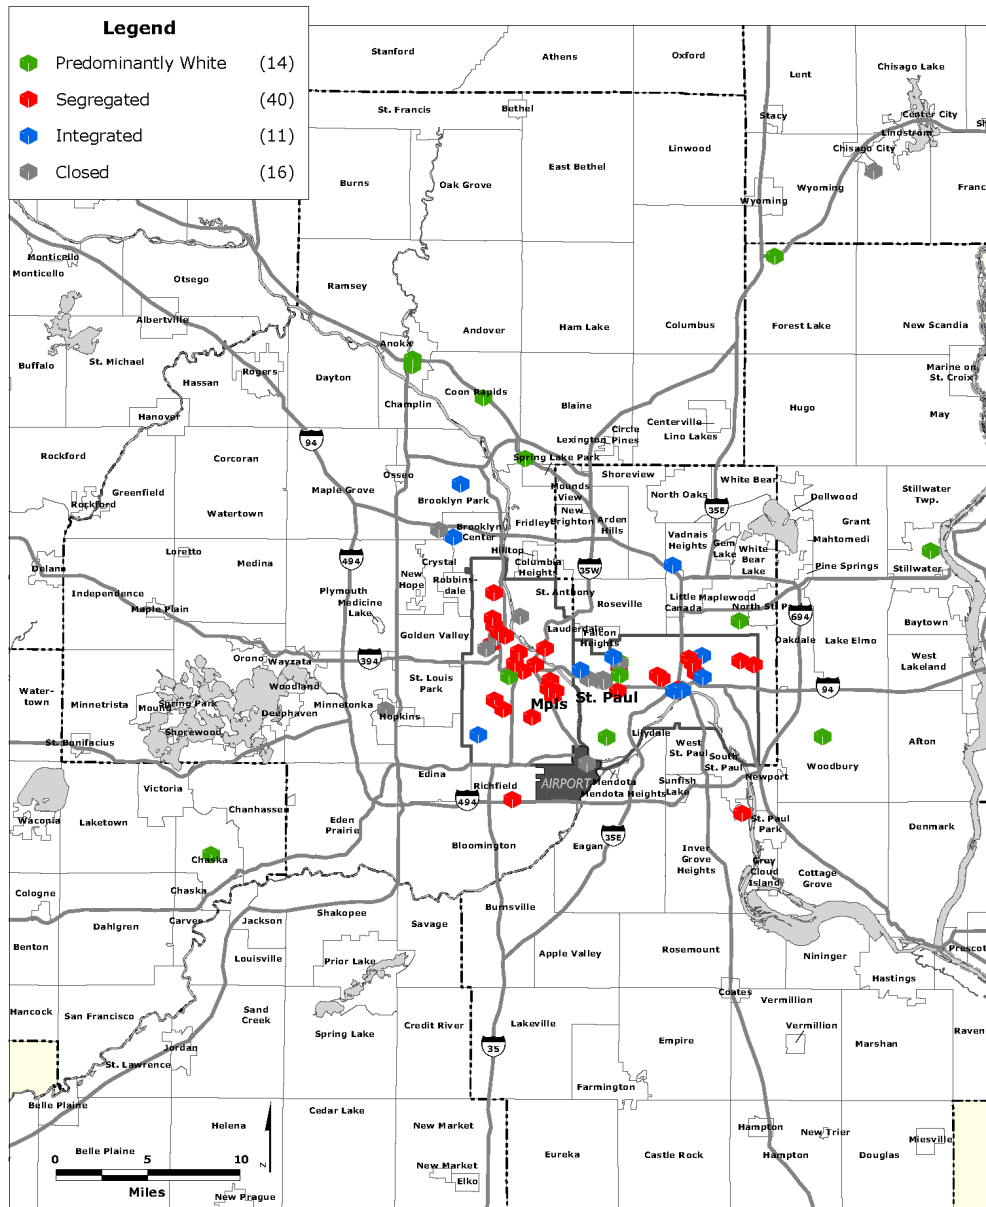 Legend
Predominantly White (14)
Segregated (40)
Integrated (11)
Closed (16)
Stanford
Athens
Oxford
Lent
Chisago Lake
St. Francis
Bethel
Stacy
Center City
Lindstrom
Chisago City
Linwood
East Bethel
Burns
Oak Grove
Wyoming
Wyoming
Franc
Monticello
Monticello
Otsego
Ramsey
Albertville
Andover
Ham Lake
Columbus
Forest Lake
New Scandia
Anoka
Buffalo
St. Michael
Rogers
Hassan
Dayton
Coon Rapids
Marine on
St. Croix
Champlin
Blaine
Hugo
May
Hanover
Centerville
Circle
Pines
Lexington
Lino Lakes
94
Rockford
Corcoran
Spring Lake Park
Osseo
Shoreview
White Bear
Maple Grove
Mounds
View
North Oaks
Dellwood
Stillwater
Twp.
Greenfield
Rockford
Brooklyn Park
35E
Watertown
New
Brighton
Arden
Hills
Grant
Brooklyn
Center
Fridley
Vadnais
Heights
Gem
Lake
White
Bear
Lake
Mahtomedi
Loretto
Medina
Hilltop
494
Crystal
Columbia
Heights
35W
Pine Springs
Stillwater
Delano
New
Hope
Robbins-
dale
Independence
Plymouth
Medicine
Lake
St. Anthony
Roseville
Little
Canada
Maplewood
Maple Plain
North St. Paul
694
Baytown
Golden Valley
Lauderdale
Falcon
Heights
Oakdale
Lake Elmo
Orono
Wayzata
394
West
Lakeland
Woodland
St. Louis
Park
94
Water-
town
Minnetrista
Mound
Spring Park
Deephaven
Minnetonka
Hopkins
Mpls
St. Paul
Shorewood
St. Bonifacius
Lilydale
West
St. Paul
South
St. Paul
Afton
Woodbury
Edina
Richfield
AIRPORT
Mendota
Mendota Heights
Sunfish
Lake
Newport
Victoria
494
Chanhassen
Waconia
Laketown
Eden
Prairie
Bloomington
35E
Eagan
St. Paul
Park
Denmark
Chaska
Inver
Grove
Heights
Grey
Cloud
Island
Cottage
Grove
Cologne
Chaska
Carver
Dahlgren
Jackson
Shakopee
Savage
Burnsville
Benton
Louisville
Prior Lake
Apple Valley
Rosemount
Nininger
Prescot
Hastings
Coates
Vermillion
Hancock
San Francisco
Sand
Creek
Spring Lake
Credit River
Lakeville
Vermillion
Raven
Empire
Marshan
35
Jordan
St. Lawrence
Farmington
Belle Plaine
Cedar Lake
Helena
New Market
Hampton
New Trier
Miesville
Belle Plaine
Eureka
Castle Rock
Hampton
Douglas
0 5 10
Miles
N
New Market
Elko
New Prague